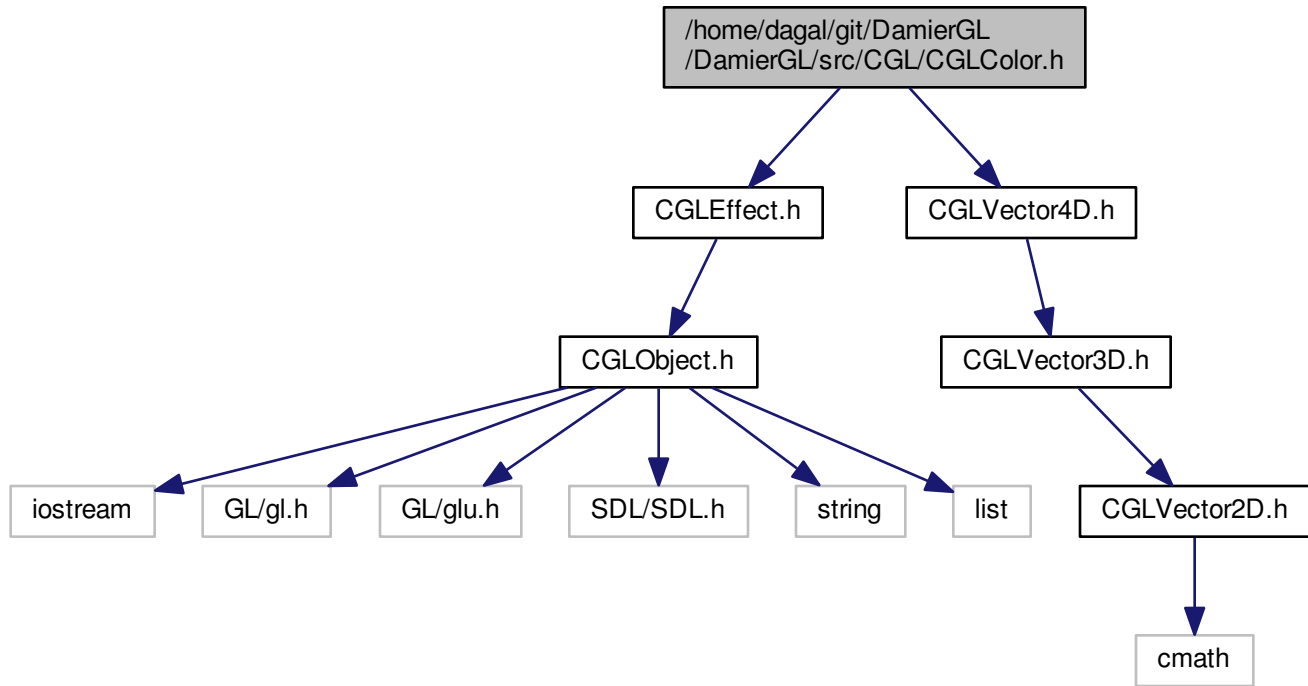 /home/dagal/git/DamierGL
/DamierGL/src/CGL/CGLColor.h
CGLEffect.h
CGLVector4D.h
CGLObject.h
CGLVector3D.h
iostream
GL/gl.h
GL/glu.h
SDL/SDL.h
string
list
CGLVector2D.h
cmath